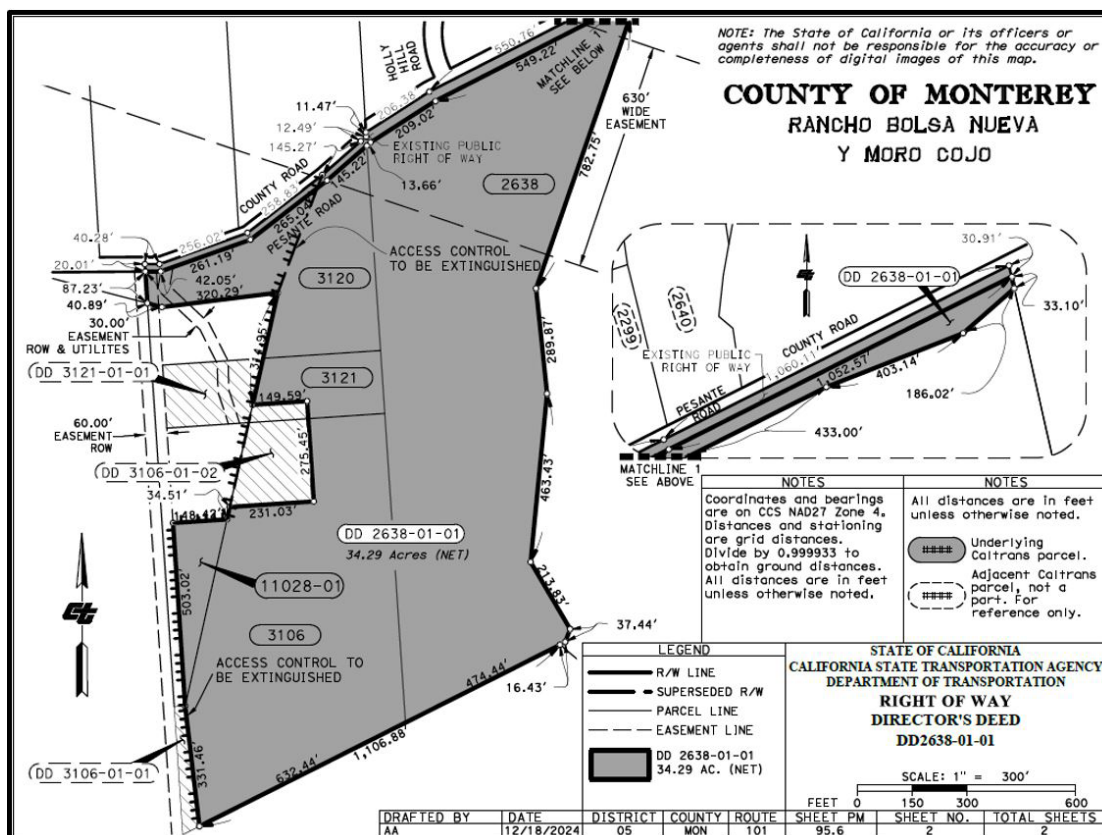 NOTE: The State of California or its officers or
agents shall not be responsible for the accuracy or
completeness of digital images of this map.
COUNTY OF MONTEREY
RANCHO BOLSA NUEVA
Y MORO COJO
HOLLY
HILL
ROAD
550.76'
549.22'
MATCHLINE 1
SEE BELOW
206.38'
209.02'
11.47'
12.49'
145.27'
EXISTING PUBLIC
RIGHT OF WAY
145.22'
13.66'
630'
WIDE
EASEMENT
782.75'
2638
COUNTY ROAD
258.83'
265.04'
PESANTE ROAD
256.02'
261.19'
40.28'
20.01'
87.23'
40.89'
42.05'
320.29'
30.00'
EASEMENT
ROW & UTILITES
ACCESS CONTROL
TO BE EXTINGUISHED
3120
314.95'
DD 3121-01-01
3121
149.59'
289.87'
60.00'
EASEMENT
ROW
275.45'
DD 3106-01-02
463.43'
34.51'
148.42'
231.03'
DD 2638-01-01
34.29 Acres (NET)
11028-01
503.02'
213.83'
37.44'
3106
ACCESS CONTROL TO
BE EXTINGUISHED
16.43'
474.44'
1,106.88'
632.44'
331.46'
DD 3106-01-01
30.91'
DD 2638-01-01
33.10'
(2299)
(2640)
COUNTY ROAD
EXISTING PUBLIC
RIGHT OF WAY
1,060.11'
1,052.57'
403.14'
186.02'
PESANTE
ROAD
433.00'
MATCHLINE 1
SEE ABOVE
NOTES
Coordinates and bearings
are on CCS NAD27 Zone 4.
Distances and stationing
are grid distances.
Divide by 0.999933 to
obtain ground distances.
All distances are in feet
unless otherwise noted.
NOTES
All distances are in feet
unless otherwise noted.
####
Underlying
Caltrans parcel.
####
Adjacent Caltrans
parcel, not a
part. For
reference only.
LEGEND
R/W LINE
SUPERSEDED R/W
PARCEL LINE
EASEMENT LINE
DD 2638-01-01
34.29 AC. (NET)
STATE OF CALIFORNIA
CALIFORNIA STATE TRANSPORTATION AGENCY
DEPARTMENT OF TRANSPORTATION
RIGHT OF WAY
DIRECTOR'S DEED
DD2638-01-01
SCALE: 1" = 300'
FEET 0 150 300 600
DRAFTED BY DATE DISTRICT COUNTY ROUTE SHEET PM SHEET NO. TOTAL SHEETS
AA 12/18/2024 05 MON 101 95.6 2 2